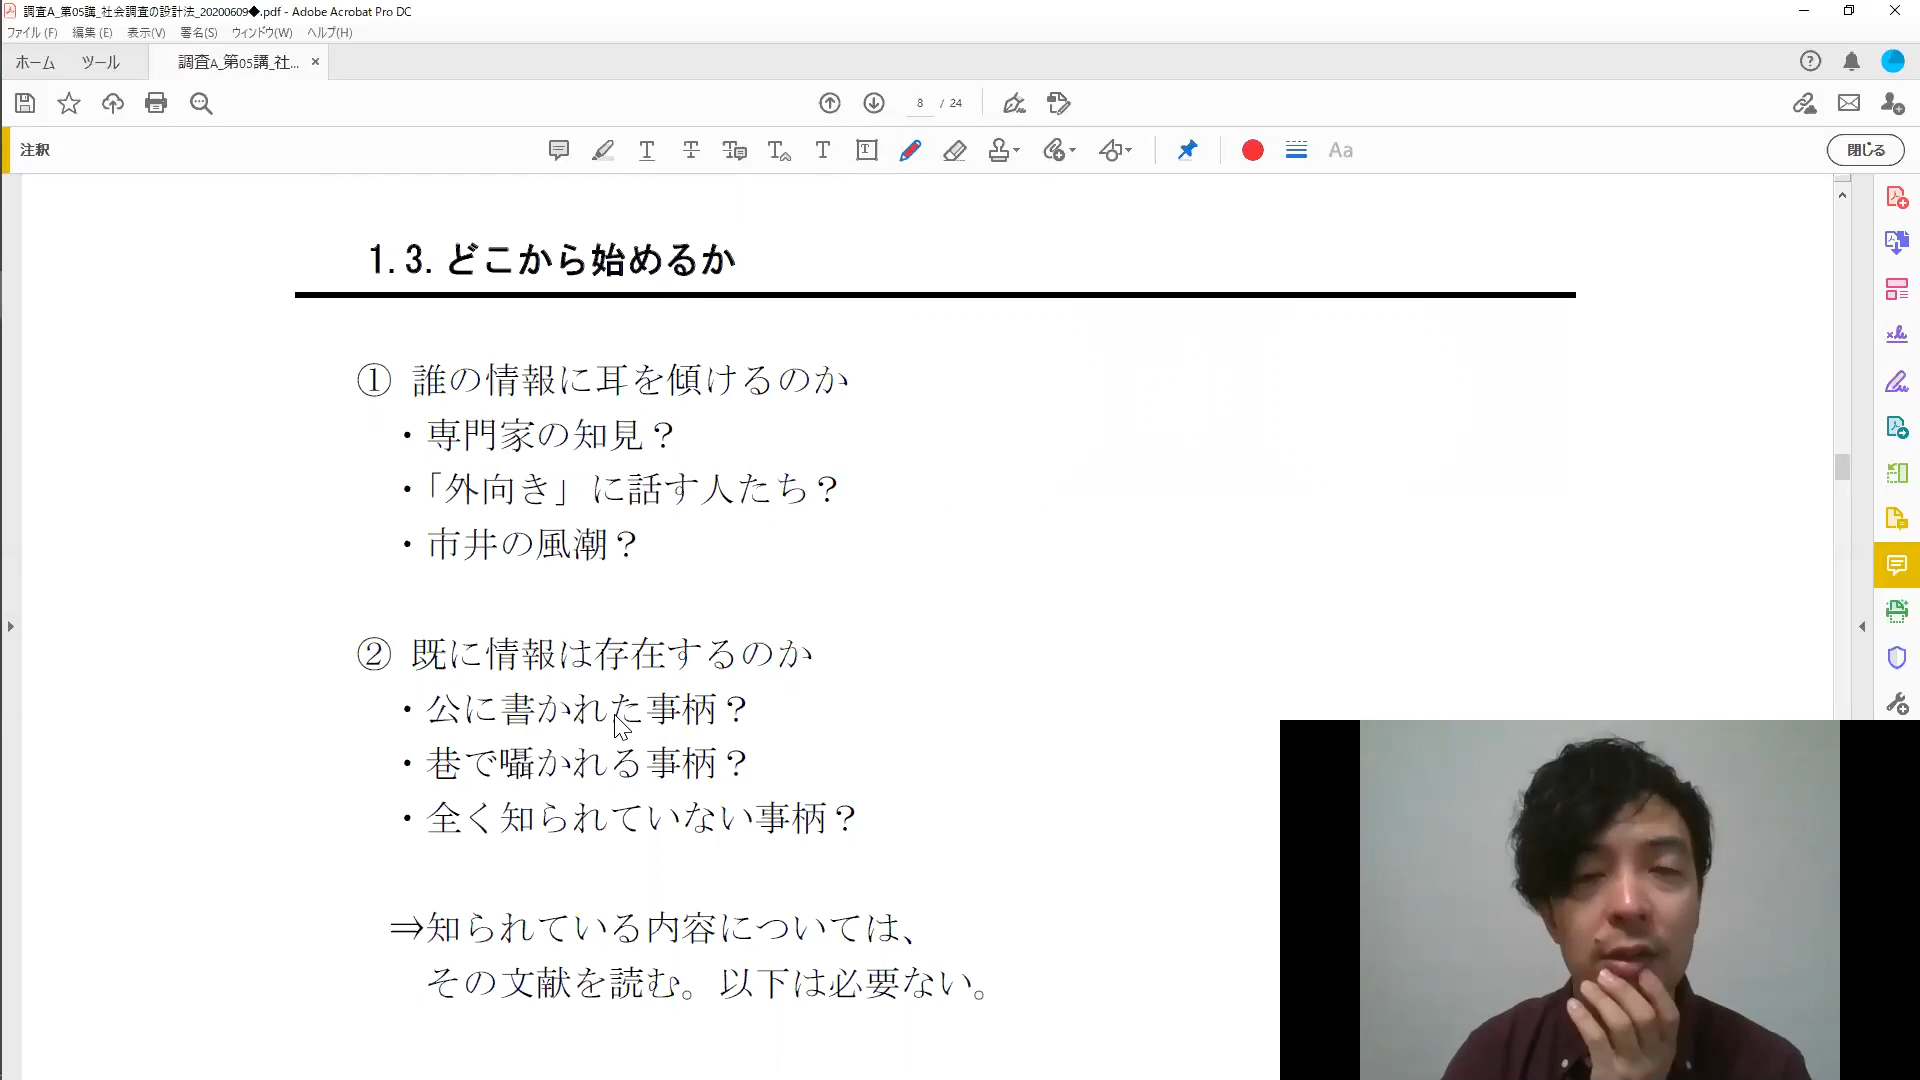 調査A_第05講_社会調査の設計法_20200609◆.pdf - Adobe Acrobat Pro DC
ファイル(F) 編集(E) 表示(V) 署名(S) ウィンドウ(W) ヘルプ(H)
ホーム ツール 調査A_第05講_社... ×
8 / 24
注釈 Aa 閉じる
1.3.どこから始めるか
① 誰の情報に耳を傾けるのか
・専門家の知見？
・「外向き」に話す人たち？
・市井の風潮？
② 既に情報は存在するのか
・公に書かれた事柄？
・巷で囁かれる事柄？
・全く知られていない事柄？
⇒知られている内容については、
その文献を読む。以下は必要ない。